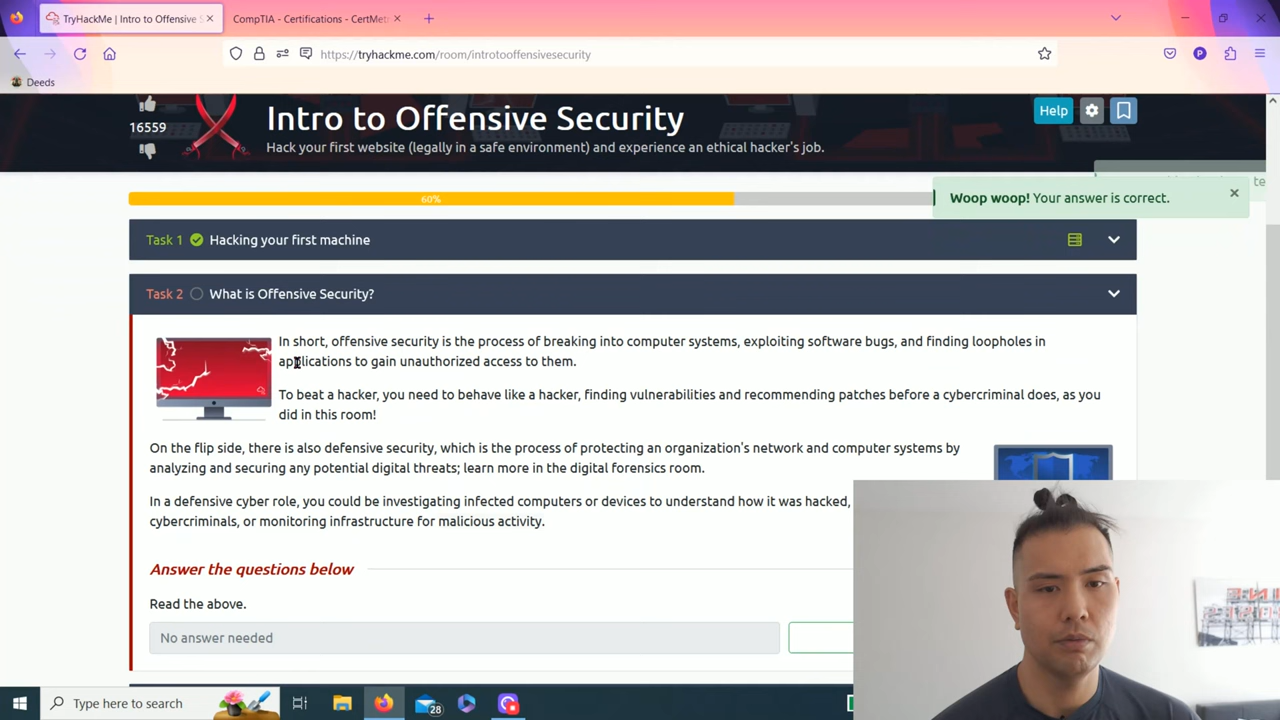 TryHackMe | Intro to Offensive S
CompTIA - Certifications - CertMet
https://tryhackme.com/room/introtooffensivesecurity
Deeds
16559
Intro to Offensive Security
Hack your first website (legally in a safe environment) and experience an ethical hacker's job.
Help
60%
Woop woop! Your answer is correct.
Task 1 Hacking your first machine
Task 2 What is Offensive Security?
In short, offensive security is the process of breaking into computer systems, exploiting software bugs, and finding loopholes in
applications to gain unauthorized access to them.
To beat a hacker, you need to behave like a hacker, finding vulnerabilities and recommending patches before a cybercriminal does, as you
did in this room!
On the flip side, there is also defensive security, which is the process of protecting an organization's network and computer systems by
analyzing and securing any potential digital threats; learn more in the digital forensics room.
In a defensive cyber role, you could be investigating infected computers or devices to understand how it was hacked,
cybercriminals, or monitoring infrastructure for malicious activity.
Answer the questions below
Read the above.
No answer needed
Type here to search
28